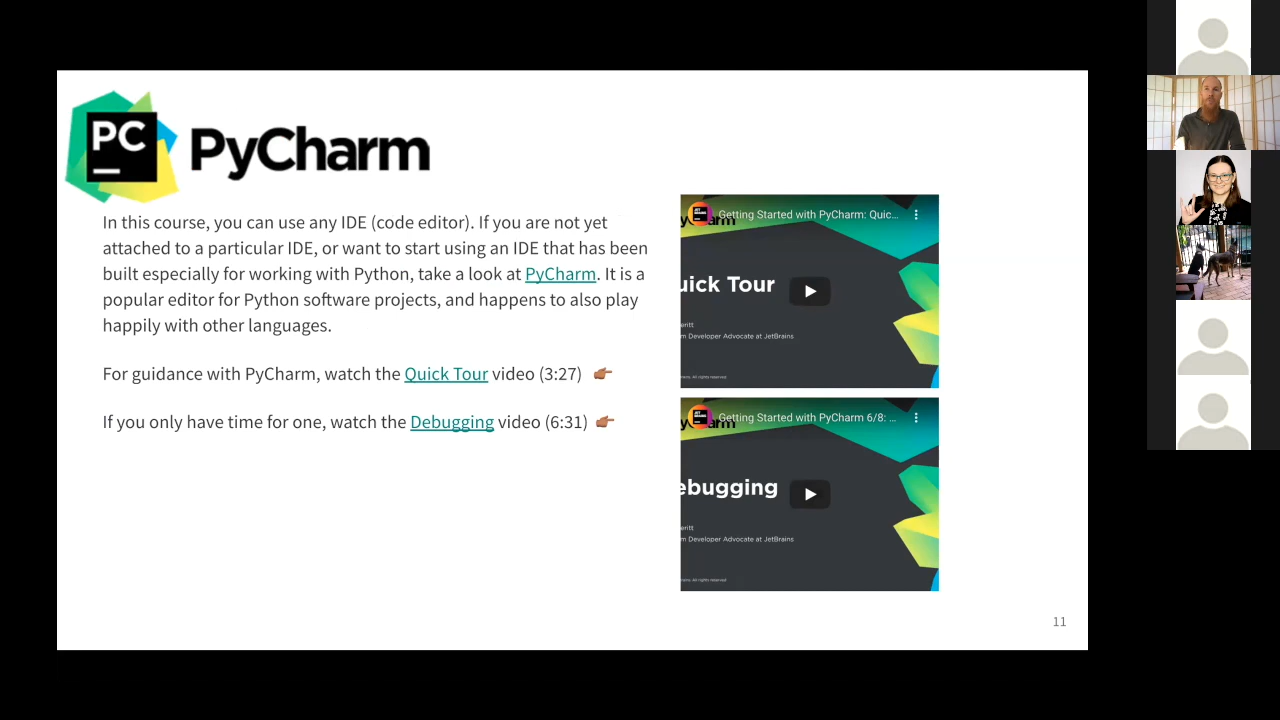 PC
PyCharm
In this course, you can use any IDE (code editor). If you are not yet
attached to a particular IDE, or want to start using an IDE that has been
built especially for working with Python, take a look at PyCharm. It is a
popular editor for Python software projects, and happens to also play
happily with other languages.
For guidance with PyCharm, watch the Quick Tour video (3:27)
If you only have time for one, watch the Debugging video (6:31)
Getting Started with PyCharm: Quic...
uick Tour
eritt
m Developer Advocate at JetBrains
Getting Started with PyCharm 6/8: ...
ebugging
eritt
m Developer Advocate at JetBrains
11